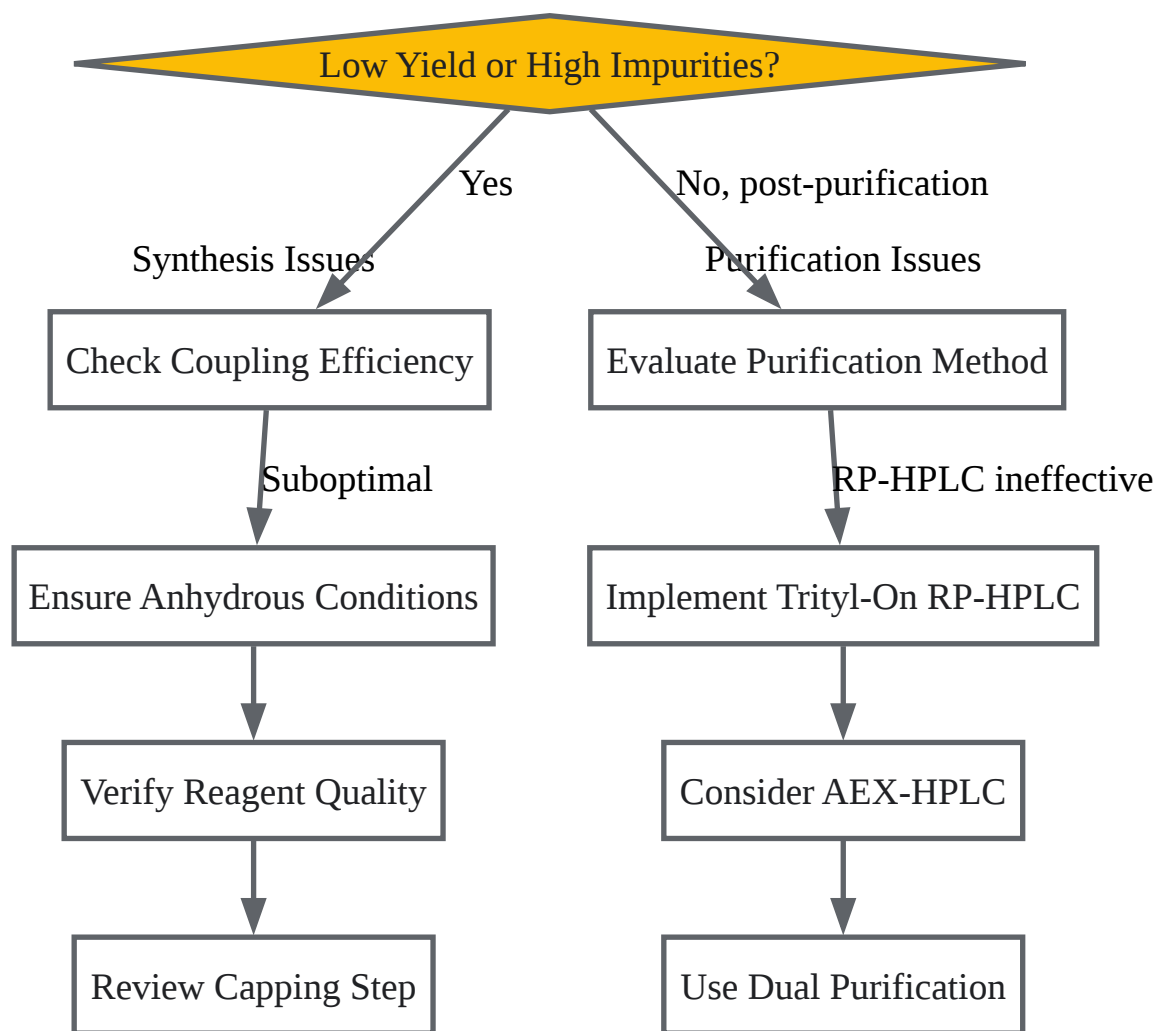 Low Yield or High Impurities?
Yes
No, post-purification
Synthesis Issues
Purification Issues
Check Coupling Efficiency
Evaluate Purification Method
Suboptimal
RP-HPLC ineffective
Ensure Anhydrous Conditions
Implement Trityl-On RP-HPLC
Verify Reagent Quality
Consider AEX-HPLC
Review Capping Step
Use Dual Purification